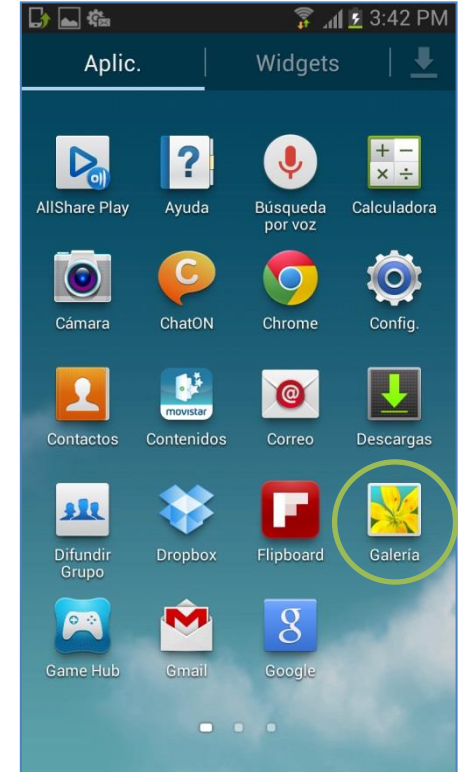 3:42 PM
Aplic.
Widgets
AllShare Play
Ayuda
Búsqueda
por voz
Calculadora
Cámara
ChatON
Chrome
Config.
Contactos
movistar
Contenidos
Correo
Descargas
Difundir
Grupo
Dropbox
Flipboard
Galería
Game Hub
Gmail
Google